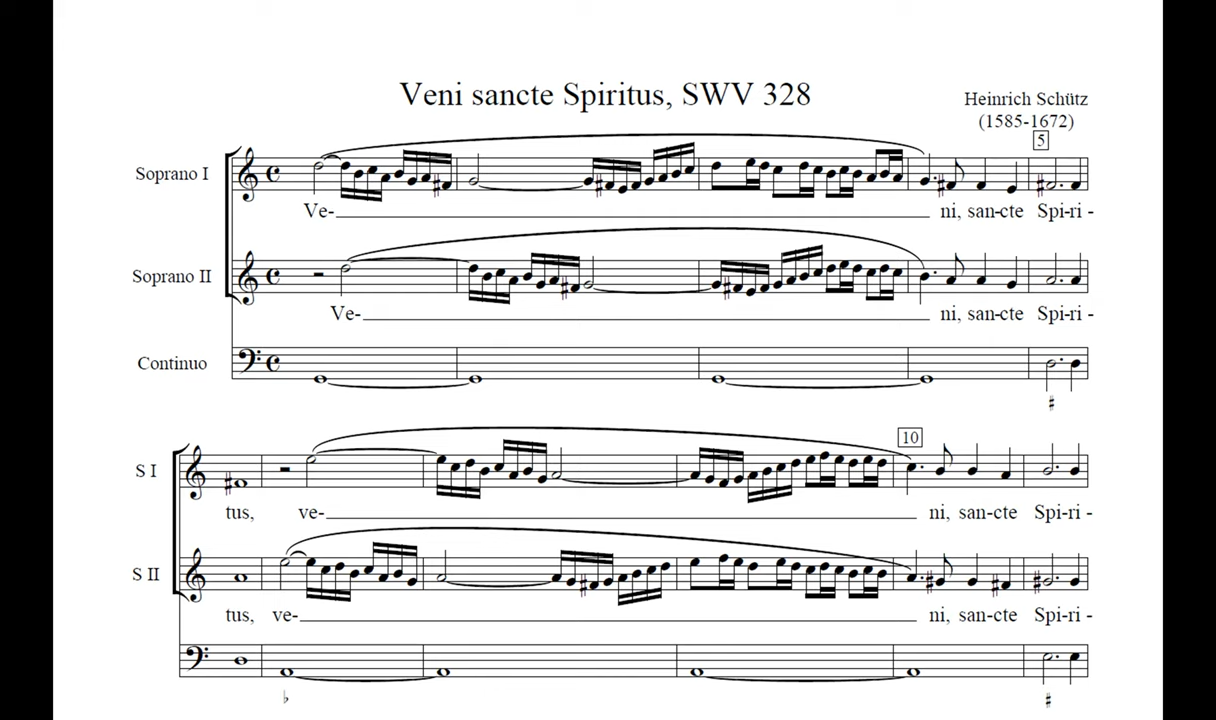 Veni sancte Spiritus, SWV 328
Heinrich Schütz
(1585-1672)
5
Soprano I
Ve- ni, san-cte Spi-ri -
Soprano II
Ve- ni, san-cte Spi-ri -
Continuo
10
S I
tus, ve- ni, san-cte Spi-ri -
S II
tus, ve- ni, san-cte Spi-ri -